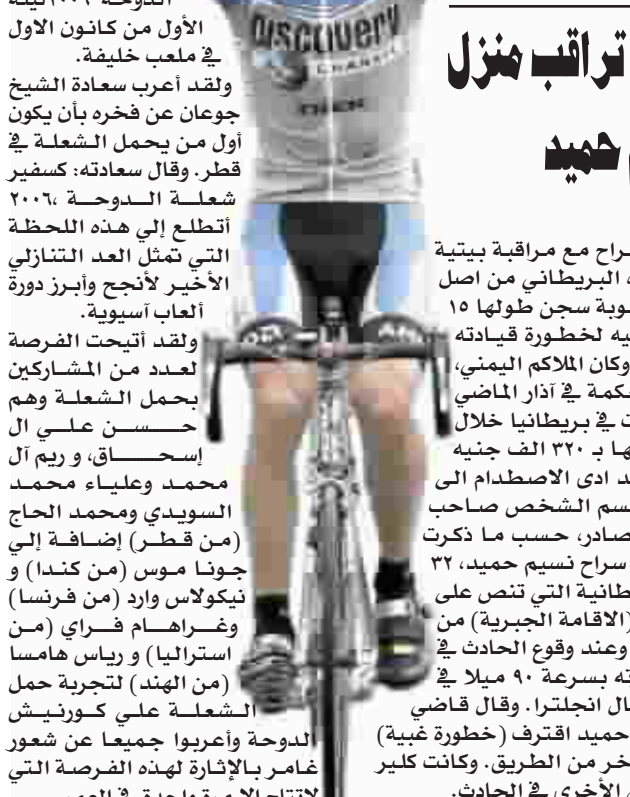 تراقب منزل
حميد
راح مع مراقبة بيتية
، البريطاني من اصل
وبة سجن طولها ١٥
يه لخطورة قيادته
وكان الملاكم اليمني،
حكمة في آذار الماضي
ت في بريطانيا خلال
ها بـ ٣٢٠ الف جنيه
د ادى الاصطدام الى
سم الشخص صاحب
صادر، حسب ما ذكرت
سراح نسيم حميد، ٣٢
طانية التي تنص على
(الاقامة الجبرية) من
وعند وقوع الحادث في
ته بسرعة ٩٠ ميلا في
ال انجلترا. وقال قاضي
حميد اقترف (خطورة غبية)
خر من الطريق. وكانت كلير
الأخرى في الحادث.
DISCOVERY
CHANNEL
TREK
الدوحة ٢٠٠٦ ليلة
الأول من كانون الاول
في ملعب خليفة.
ولقد أعرب سعادة الشيخ
جوعان عن فخره بأن يكون
أول من يحمل الشعلة في
قطر. وقال سعادته: كسفير
شعلة الدوحة ٢٠٠٦،
أتطلع إلي هذه اللحظة
التي تمثل العد التنازلي
الأخير لأنجح وأبرز دورة
ألعاب آسيوية.
ولقد أتيحت الفرصة
لعدد من المشاركين
بحمل الشعلة وهم
حسن علي ال
إسحاق، و ريم آل
محمد وعلياء محمد
السويدي ومحمد الحاج
(من قطر) إضافة إلي
جونا موس (من كندا) و
نيكولاس وارد (من فرنسا)
وغراهام فراي (من
استراليا) و رياس هامسا
(من الهند) لتجربة حمل
الشعلة علي كورنيش
الدوحة وأعربوا جميعا عن شعور
غامر بالإثارة لهذه الفرصة التي